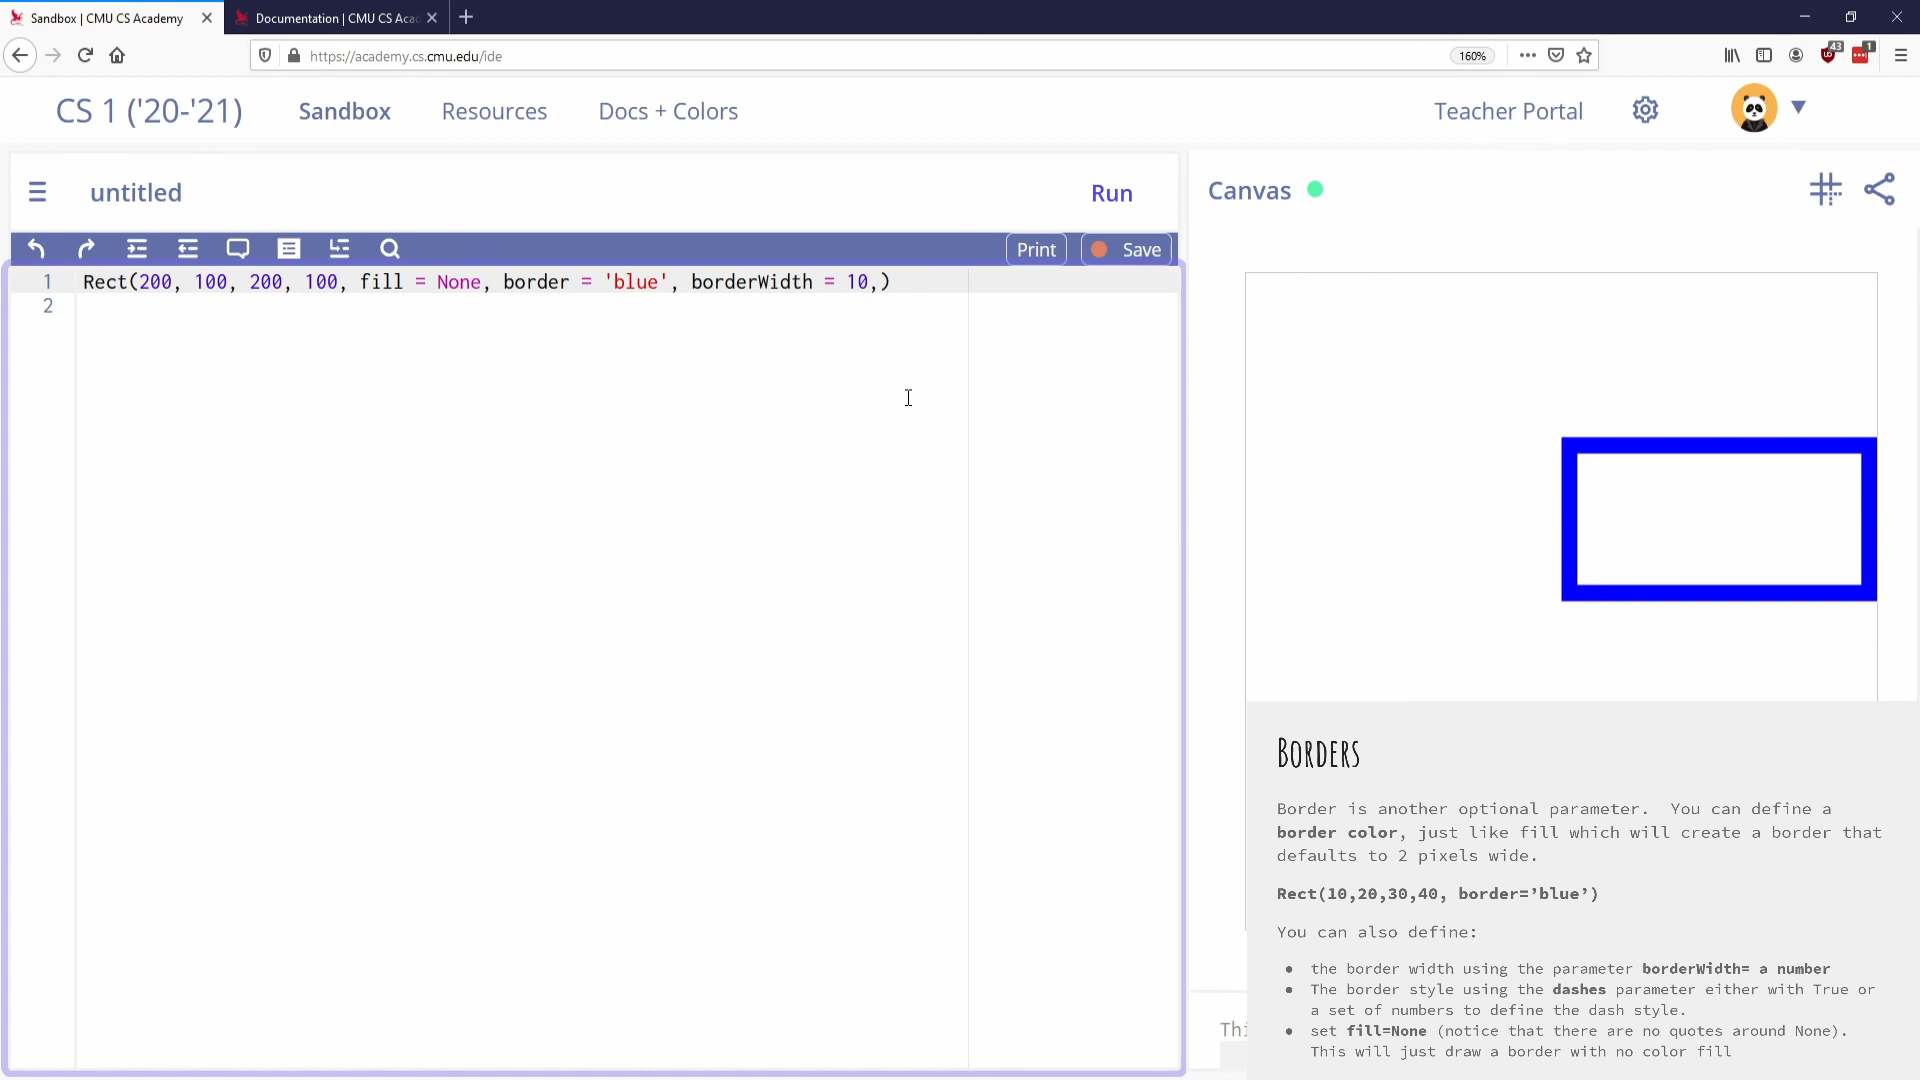 Sandbox | CMU CS Academy
Documentation | CMU CS Aca
https://academy.cs.cmu.edu/ide
160%
43
1
CS 1 ('20-'21)
Sandbox
Resources
Docs + Colors
Teacher Portal
untitled
Run
Canvas
Print
Save
1 Rect(200, 100, 200, 100, fill = None, border = 'blue', borderWidth = 10,)
2
BORDERS
Border is another optional parameter. You can define a
border color, just like fill which will create a border that
defaults to 2 pixels wide.
Rect(10,20,30,40, border=’blue’)
You can also define:
● the border width using the parameter borderWidth= a number
● The border style using the dashes parameter either with True or
a set of numbers to define the dash style.
● set fill=None (notice that there are no quotes around None).
This will just draw a border with no color fill